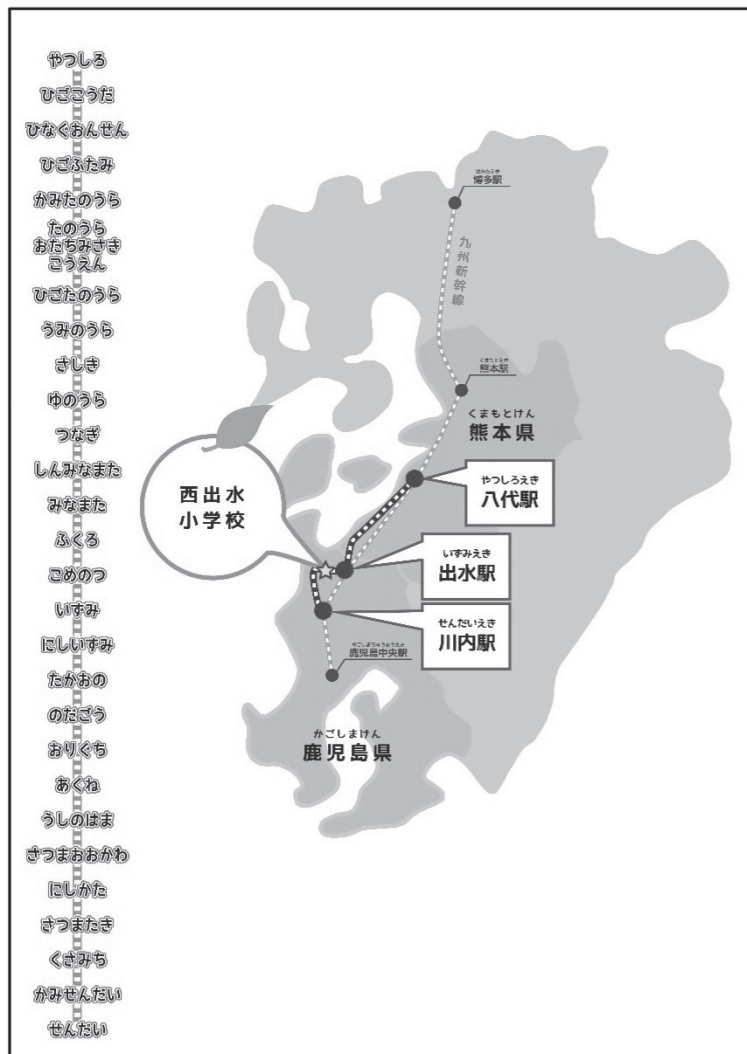 やつしろ
ひごこうだ
ひなぐおんせん
ひごふたみ
かみたのうら
たのうら
おたちみさき
こうえん
ひごたのうら
うみのうら
さしき
ゆのうら
つなぎ
しんみなまた
みなまた
ふくろ
こめのつ
いずみ
にしいずみ
たかおの
のだごう
おりぐち
あくね
うしのはま
さつまおおかわ
にしかた
さつまたき
くさみち
かみせんだい
せんだい
はかたえき
博多駅
九州新幹線
くまもとえき
熊本駅
くまもとけん
熊本県
西出水
小学校
やつしろえき
八代駅
いずみえき
出水駅
せんだいえき
川内駅
かごしまちゅうおうえき
鹿児島中央駅
かごしまけん
鹿児島県